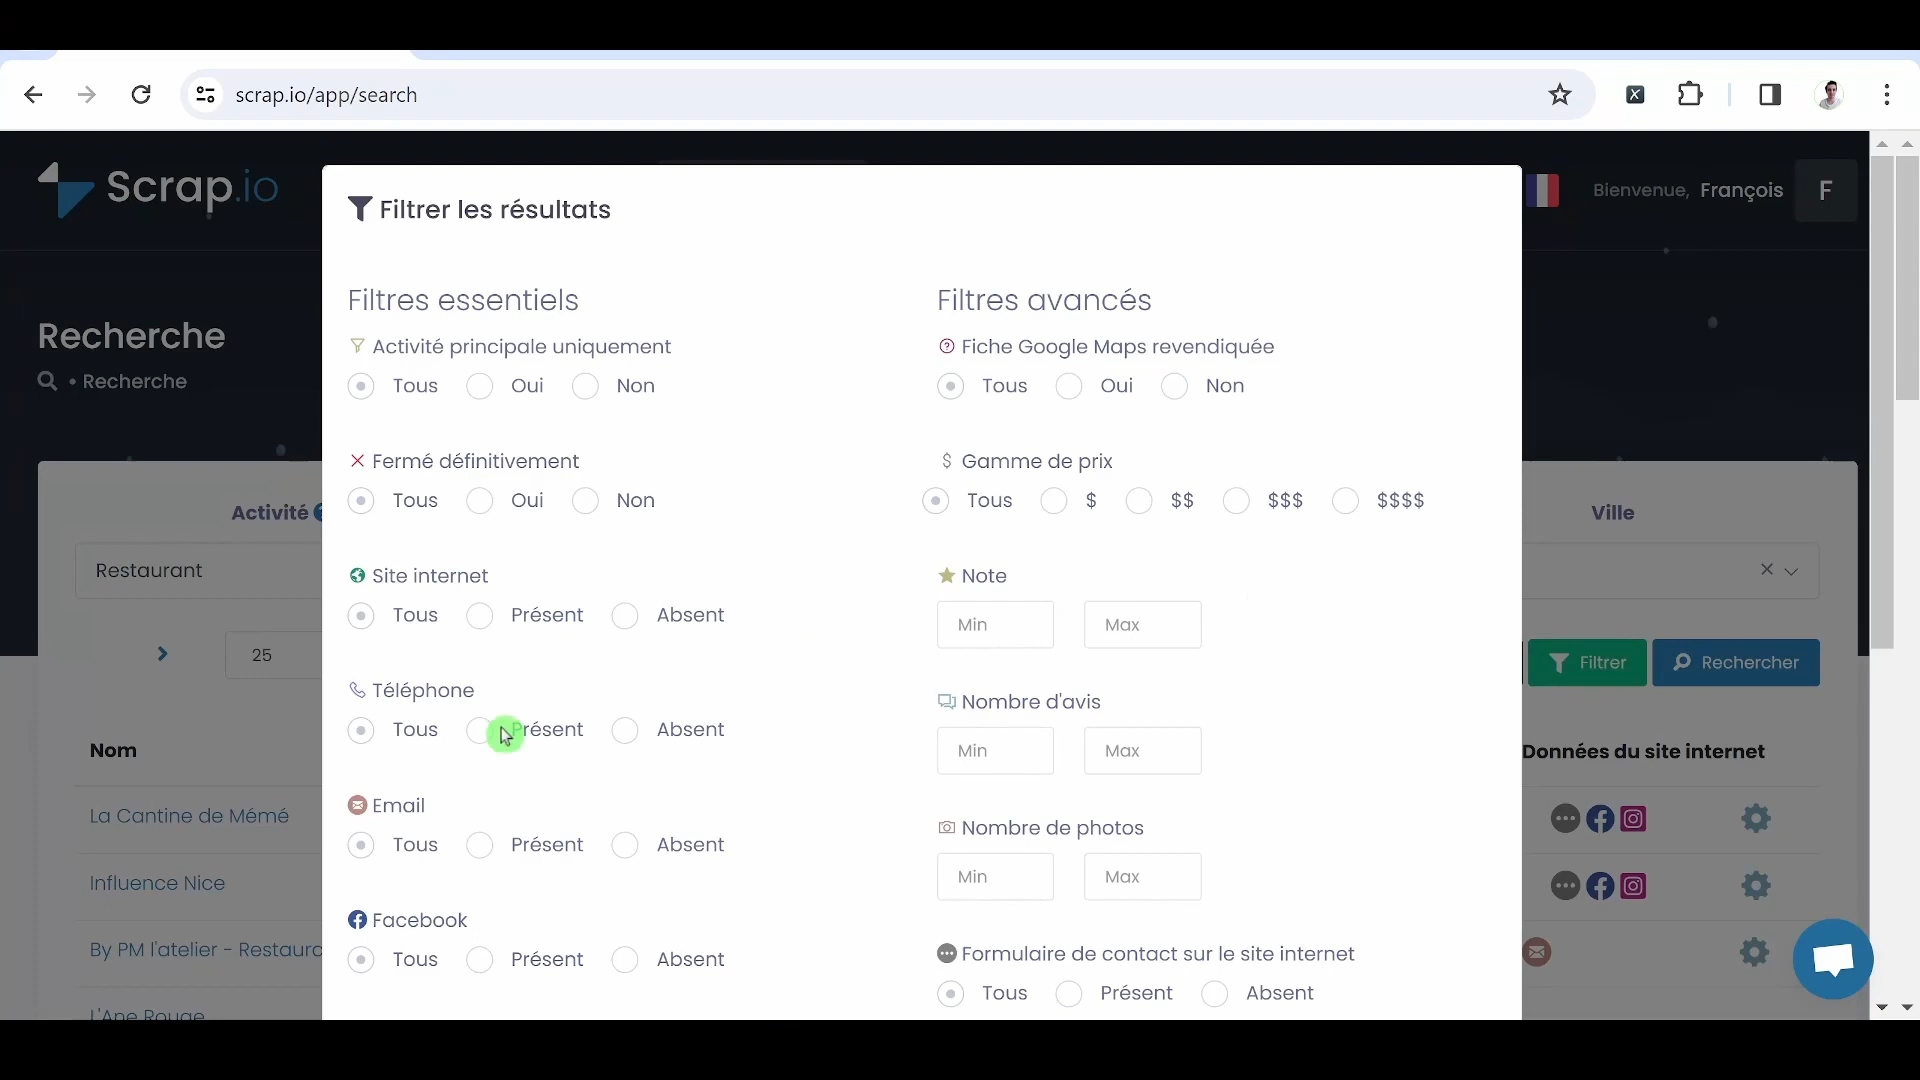 scrap.io/app/search
Scrap.io
Bienvenue, François
F
Recherche
• Recherche
Activité
Ville
Restaurant
25
Filtrer
Rechercher
Nom
Données du site internet
La Cantine de Mémé
Influence Nice
By PM l'atelier - Restaura
L'Ane Rouge
Filtrer les résultats
Filtres essentiels
Activité principale uniquement
Tous Oui Non
Fermé définitivement
Tous Oui Non
Site internet
Tous Présent Absent
Téléphone
Tous Présent Absent
Email
Tous Présent Absent
Facebook
Tous Présent Absent
Filtres avancés
Fiche Google Maps revendiquée
Tous Oui Non
Gamme de prix
Tous $ $$ $$$ $$$$
Note
Min Max
Nombre d'avis
Min Max
Nombre de photos
Min Max
Formulaire de contact sur le site internet
Tous Présent Absent